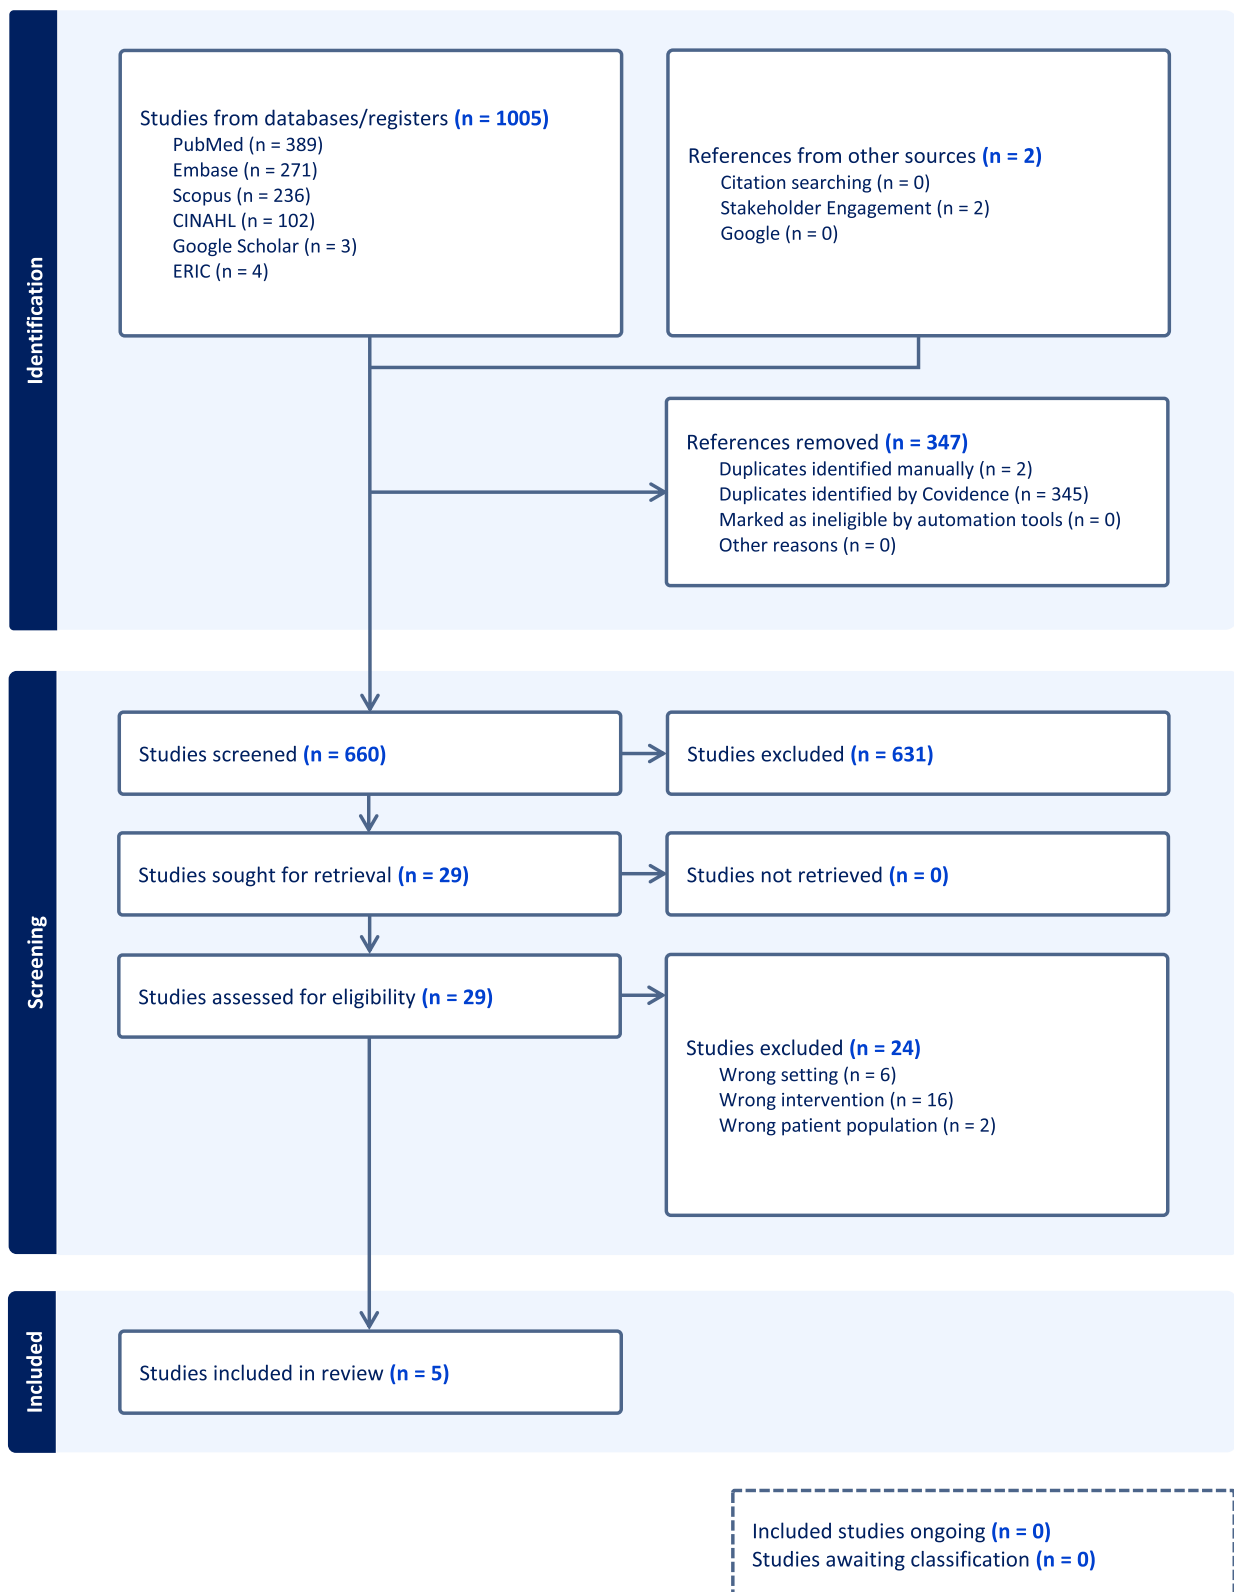 Identification
Studies from databases/registers (n = 1005)
PubMed (n = 389)
Embase (n = 271)
Scopus (n = 236)
CINAHL (n = 102)
Google Scholar (n = 3)
ERIC (n = 4)
References from other sources (n = 2)
Citation searching (n = 0)
Stakeholder Engagement (n = 2)
Google (n = 0)
References removed (n = 347)
Duplicates identified manually (n = 2)
Duplicates identified by Covidence (n = 345)
Marked as ineligible by automation tools (n = 0)
Other reasons (n = 0)
Screening
Studies screened (n = 660)
Studies excluded (n = 631)
Studies sought for retrieval (n = 29)
Studies not retrieved (n = 0)
Studies assessed for eligibility (n = 29)
Studies excluded (n = 24)
Wrong setting (n = 6)
Wrong intervention (n = 16)
Wrong patient population (n = 2)
Included
Studies included in review (n = 5)
Included studies ongoing (n = 0)
Studies awaiting classification (n = 0)